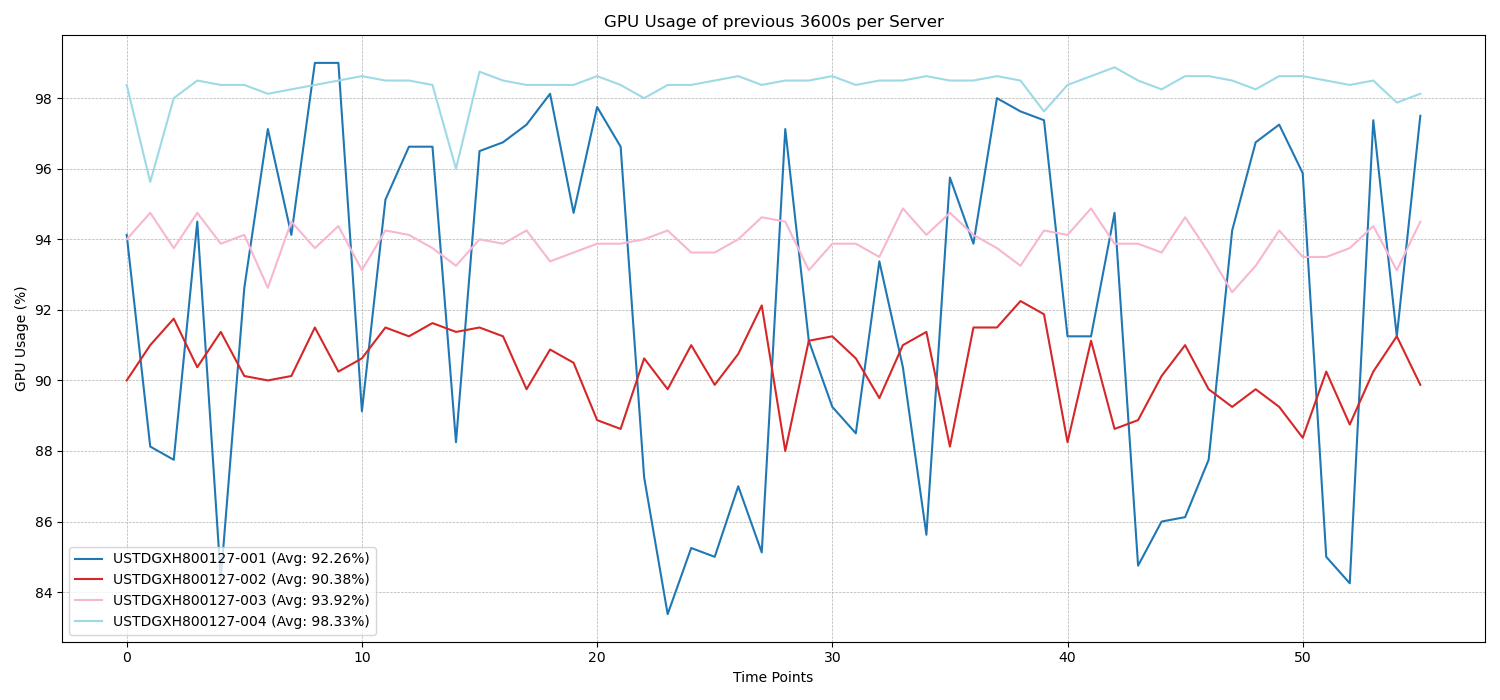 GPU Usage of previous 3600s per Server
GPU Usage (%)
98
96
94
92
90
88
86
84
USTDGXH800127-001 (Avg: 92.26%)
USTDGXH800127-002 (Avg: 90.38%)
USTDGXH800127-003 (Avg: 93.92%)
USTDGXH800127-004 (Avg: 98.33%)
0 10 20 30 40 50
Time Points